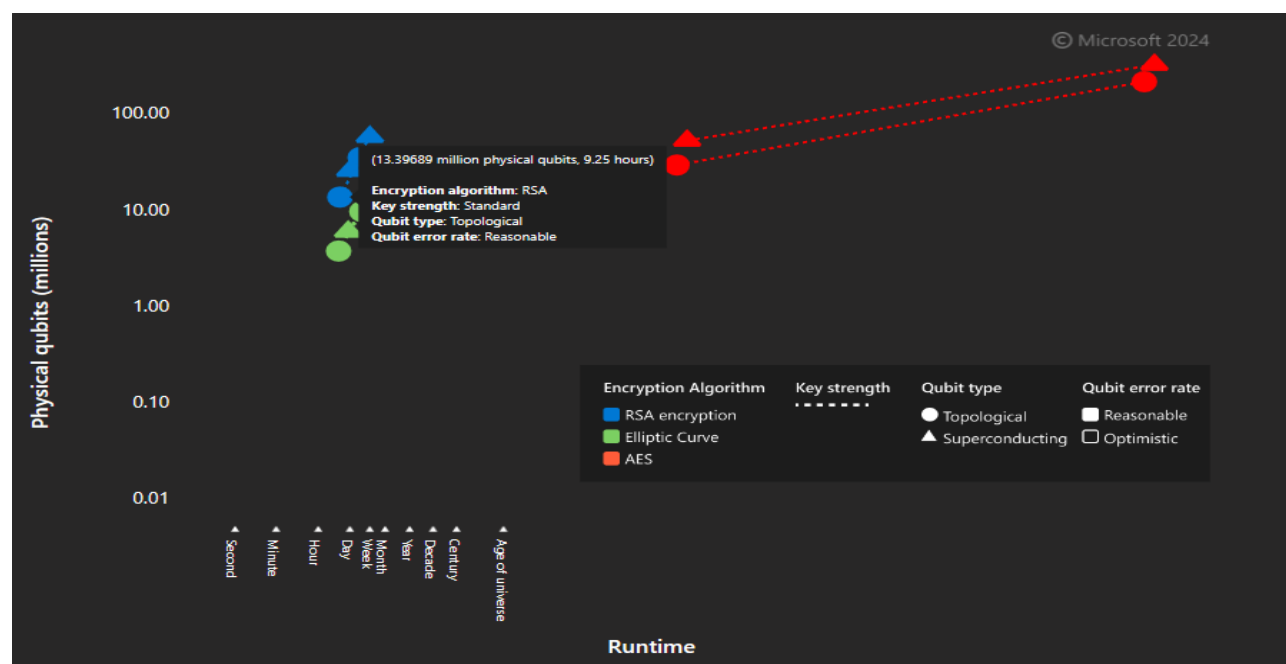 © Microsoft 2024
100.00
(13.39689 million physical qubits, 9.25 hours)
Encryption algorithm: RSA
Key strength: Standard
Qubit type: Topological
Qubit error rate: Reasonable
10.00
1.00
0.10
0.01
Physical qubits (millions)
Encryption Algorithm
RSA encryption
Elliptic Curve
AES
Key strength
Qubit type
Topological
Superconducting
Qubit error rate
Reasonable
Optimistic
Second
Minute
Hour
Day
Week
Month
Year
Decade
Century
Age of universe
Runtime